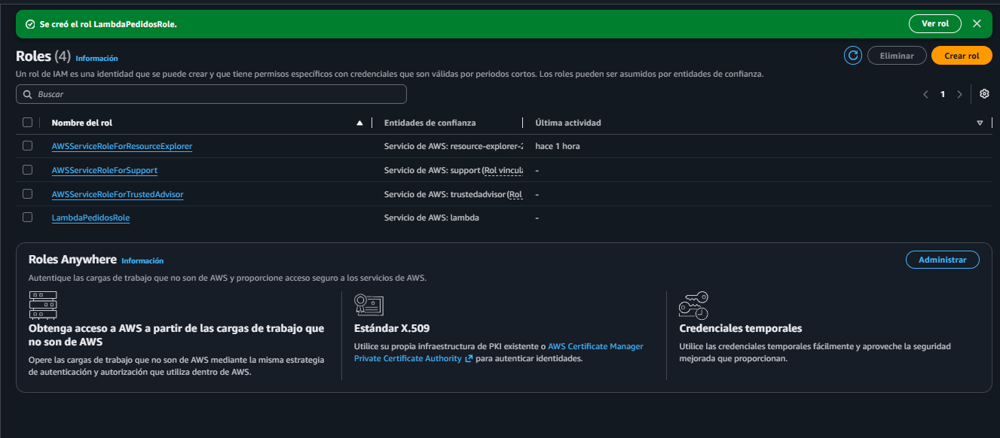 Se creó el rol LambdaPedidosRole.
Ver rol
Roles (4) Información
Eliminar
Crear rol
Un rol de IAM es una identidad que se puede crear y que tiene permisos específicos con credenciales que son válidas por periodos cortos. Los roles pueden ser asumidos por entidades de confianza.
Buscar
1
Nombre del rol
Entidades de confianza
Última actividad
AWSServiceRoleForResourceExplorer
Servicio de AWS: resource-explorer-2
hace 1 hora
AWSServiceRoleForSupport
Servicio de AWS: support (Rol vincula
-
AWSServiceRoleForTrustedAdvisor
Servicio de AWS: trustedadvisor (Rol
-
LambdaPedidosRole
Servicio de AWS: lambda
-
Roles Anywhere Información
Administrar
Autentique las cargas de trabajo que no son de AWS y proporcione acceso seguro a los servicios de AWS.
Obtenga acceso a AWS a partir de las cargas de trabajo que
no son de AWS
Opere las cargas de trabajo que no son de AWS mediante la misma estrategia
de autenticación y autorización que utiliza dentro de AWS.
Estándar X.509
Utilice su propia infraestructura de PKI existente o AWS Certificate Manager
Private Certificate Authority para autenticar identidades.
Credenciales temporales
Utilice las credenciales temporales fácilmente y aproveche la seguridad
mejorada que proporcionan.